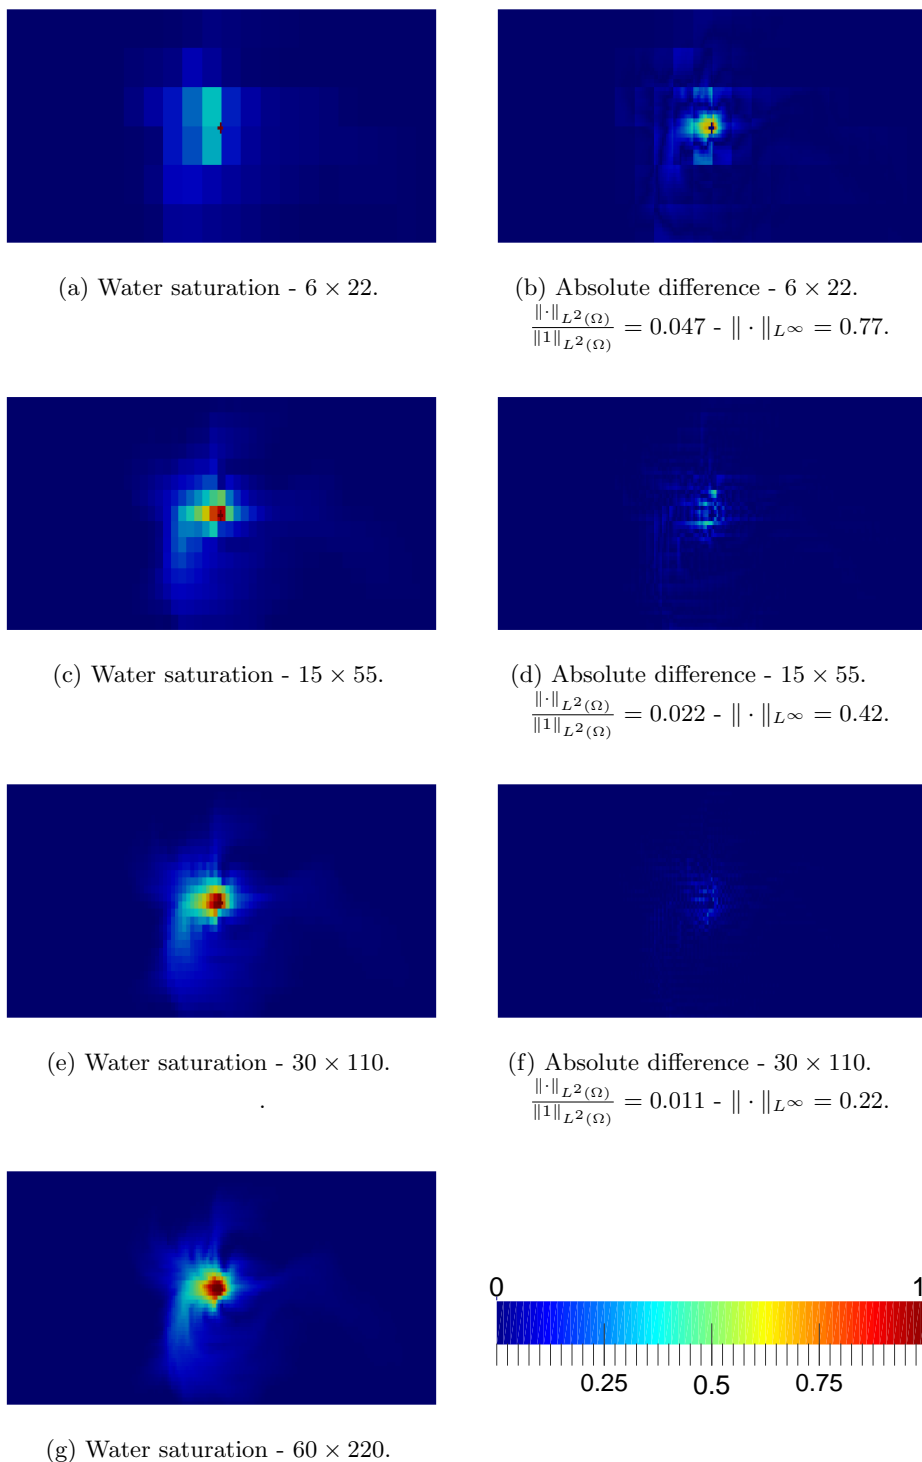 (a) Water saturation - 6 × 22.
(b) Absolute difference - 6 × 22.
‖·‖L²(Ω) / ‖1‖L²(Ω) = 0.047 - ‖ · ‖L∞ = 0.77.
(c) Water saturation - 15 × 55.
(d) Absolute difference - 15 × 55.
‖·‖L²(Ω) / ‖1‖L²(Ω) = 0.022 - ‖ · ‖L∞ = 0.42.
(e) Water saturation - 30 × 110.
.
(f) Absolute difference - 30 × 110.
‖·‖L²(Ω) / ‖1‖L²(Ω) = 0.011 - ‖ · ‖L∞ = 0.22.
0 1
0.25 0.5 0.75
(g) Water saturation - 60 × 220.